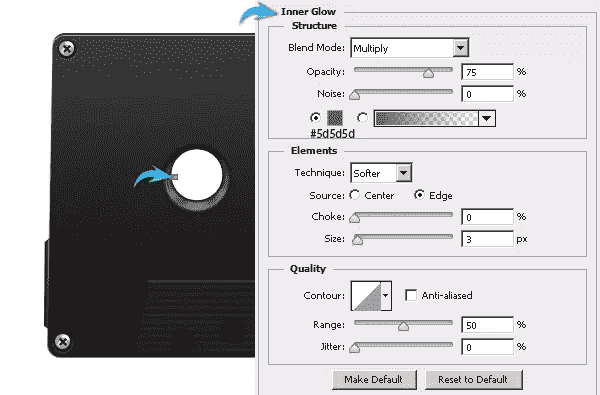 Inner Glow
Structure
Blend Mode: Multiply
Opacity: 75 %
Noise: 0 %
#5d5d5d
Elements
Technique: Softer
Source: Center Edge
Choke: 0 %
Size: 3 px
Quality
Contour: Anti-aliased
Range: 50 %
Jitter: 0 %
Make Default Reset to Default